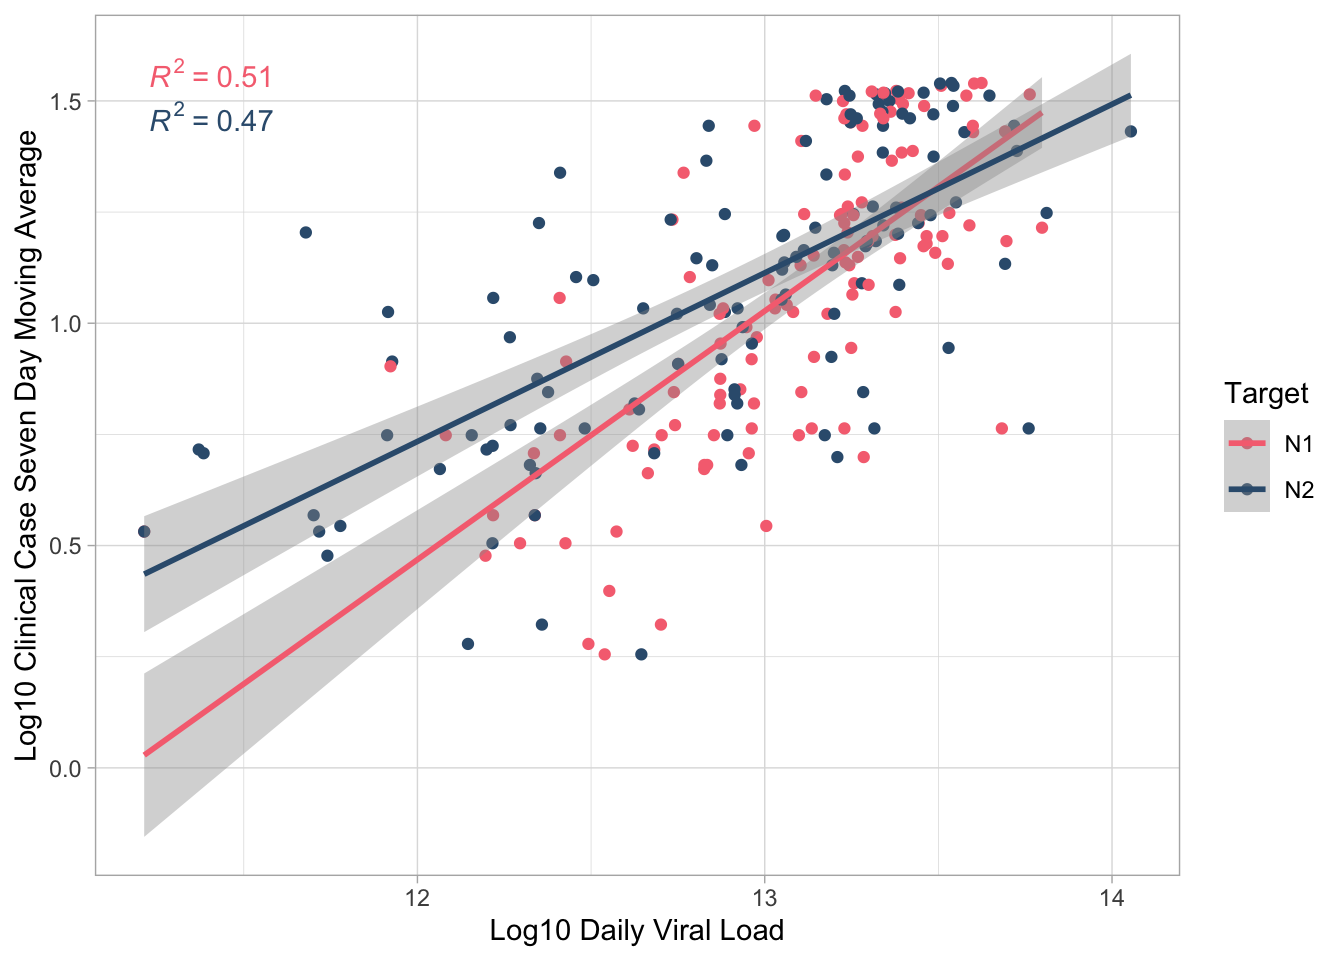 R² = 0.51
R² = 0.47
1.5
1.0
0.5
0.0
Log10 Clinical Case Seven Day Moving Average
12
13
14
Log10 Daily Viral Load
Target
N1
N2